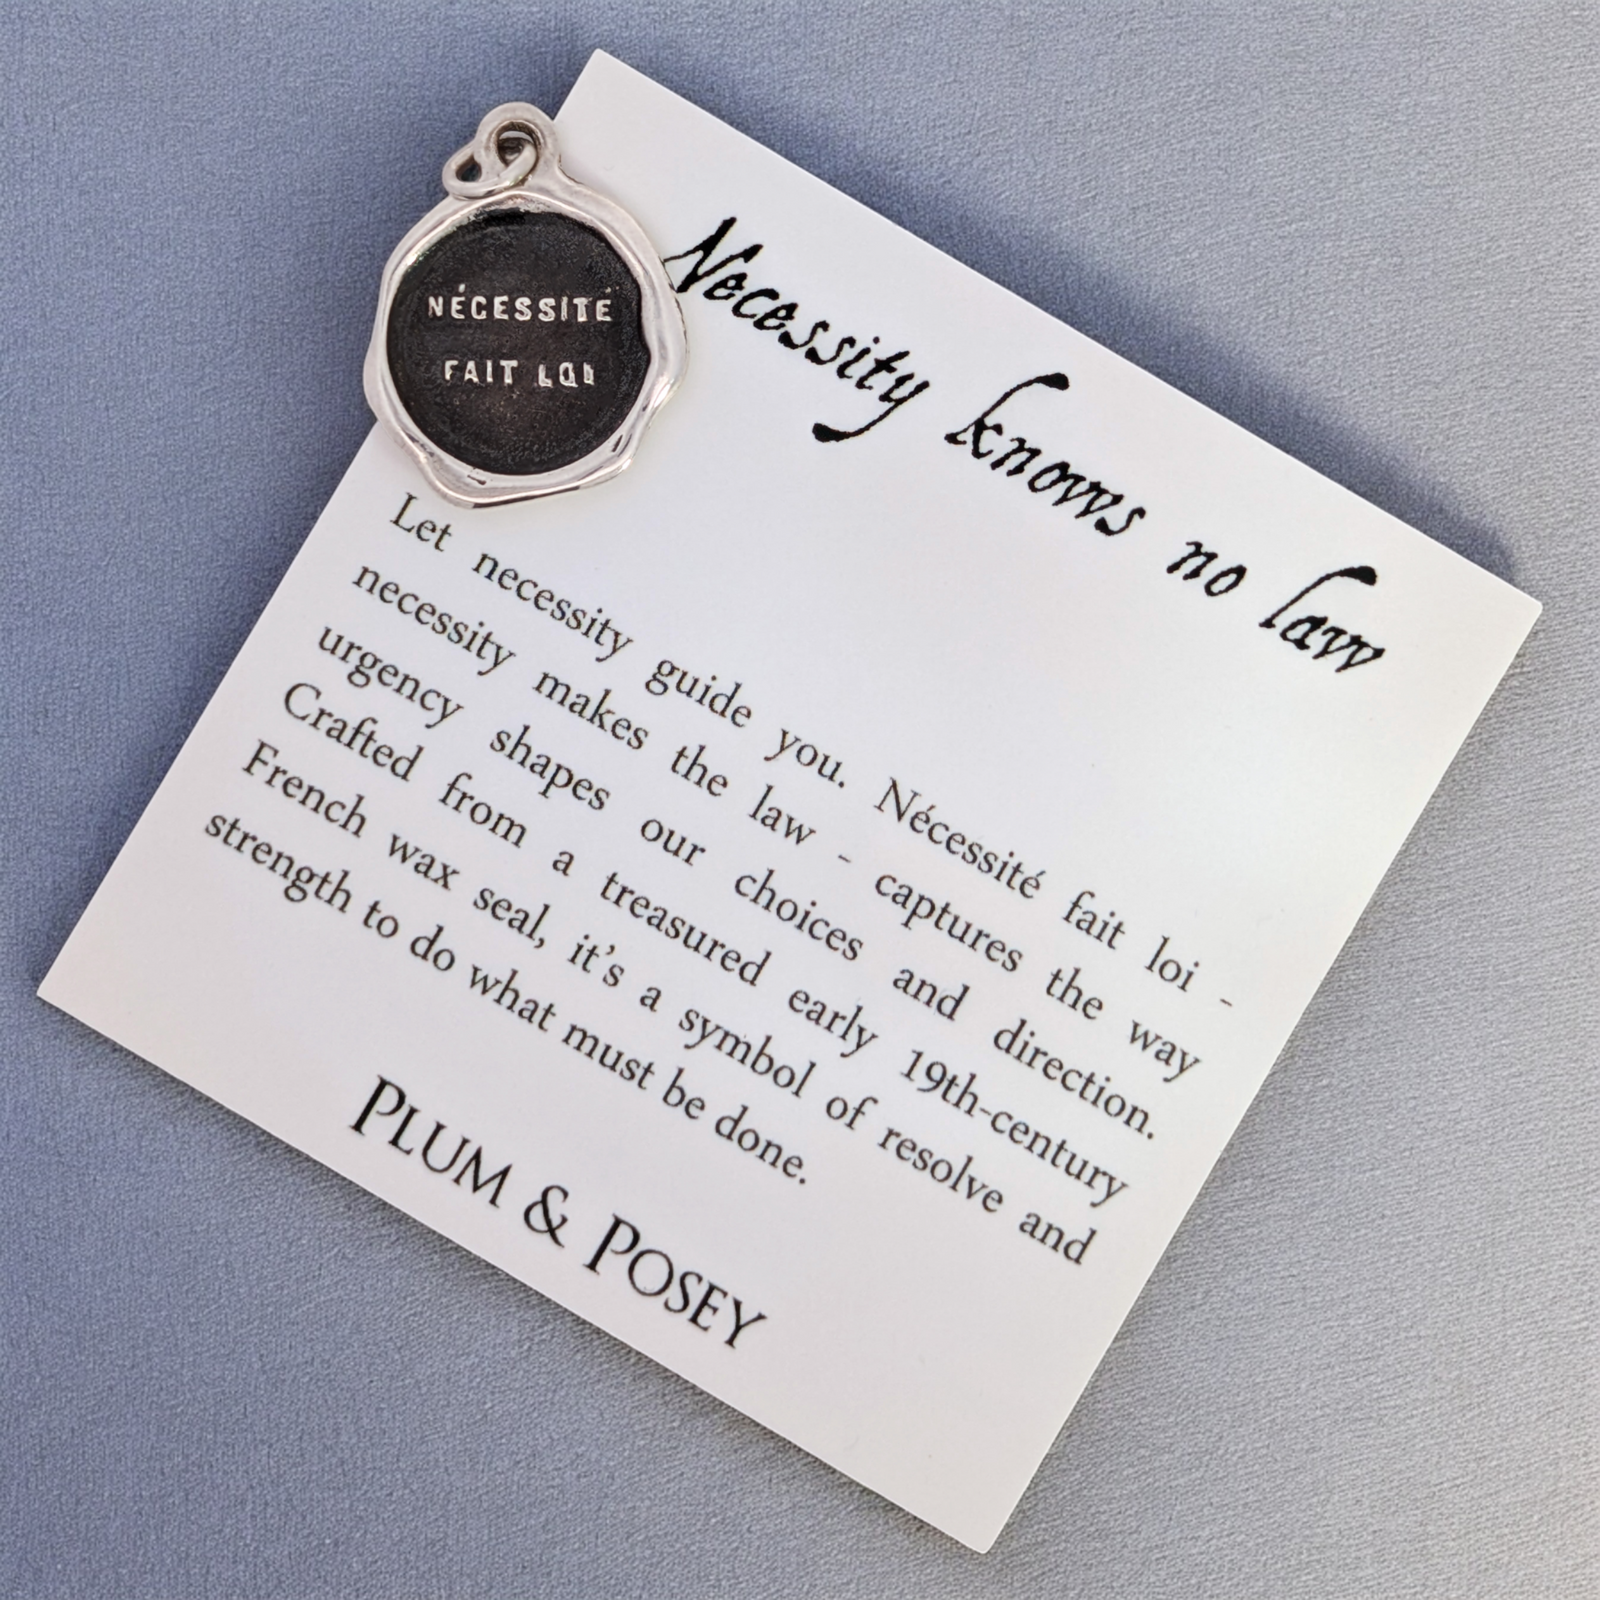 NÉCESSITÉ
FAIT LOI
Necessity knows no law
Let necessity guide you. Nécessité fait loi -
necessity makes the law - captures the way
urgency shapes our choices and direction.
Crafted from a treasured early 19th-century
French wax seal, it's a symbol of resolve and
strength to do what must be done.
PLUM & POSEY